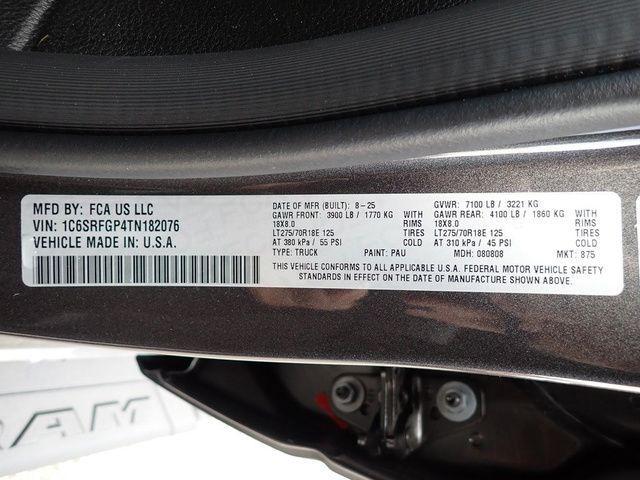 MFD BY: FCA US LLC
VIN: 1C6SRFGP4TN182076
VEHICLE MADE IN U.S.A.
DATE OF MFR (BUILT): 8-25 GVWR: 7100 LB / 3221 KG
GAWR FRONT: 3900 LB / 1770 KG WITH GAWR REAR: 4100 LB / 1860 KG WITH
18X8.0 RIMS 18X8.0 RIMS
LT275/70R18E 125 TIRES LT275/70R18E 125 TIRES
AT 380 kPa / 55 PSI COLD AT 310 kPa / 45 PSI COLD
TYPE: TRUCK PAINT: PAU MDH: 080808 MKT: 875
THIS VEHICLE CONFORMS TO ALL APPLICABLE U.S.A. FEDERAL MOTOR VEHICLE SAFETY
STANDARDS IN EFFECT ON THE DATE OF MANUFACTURE SHOWN ABOVE.
RAM